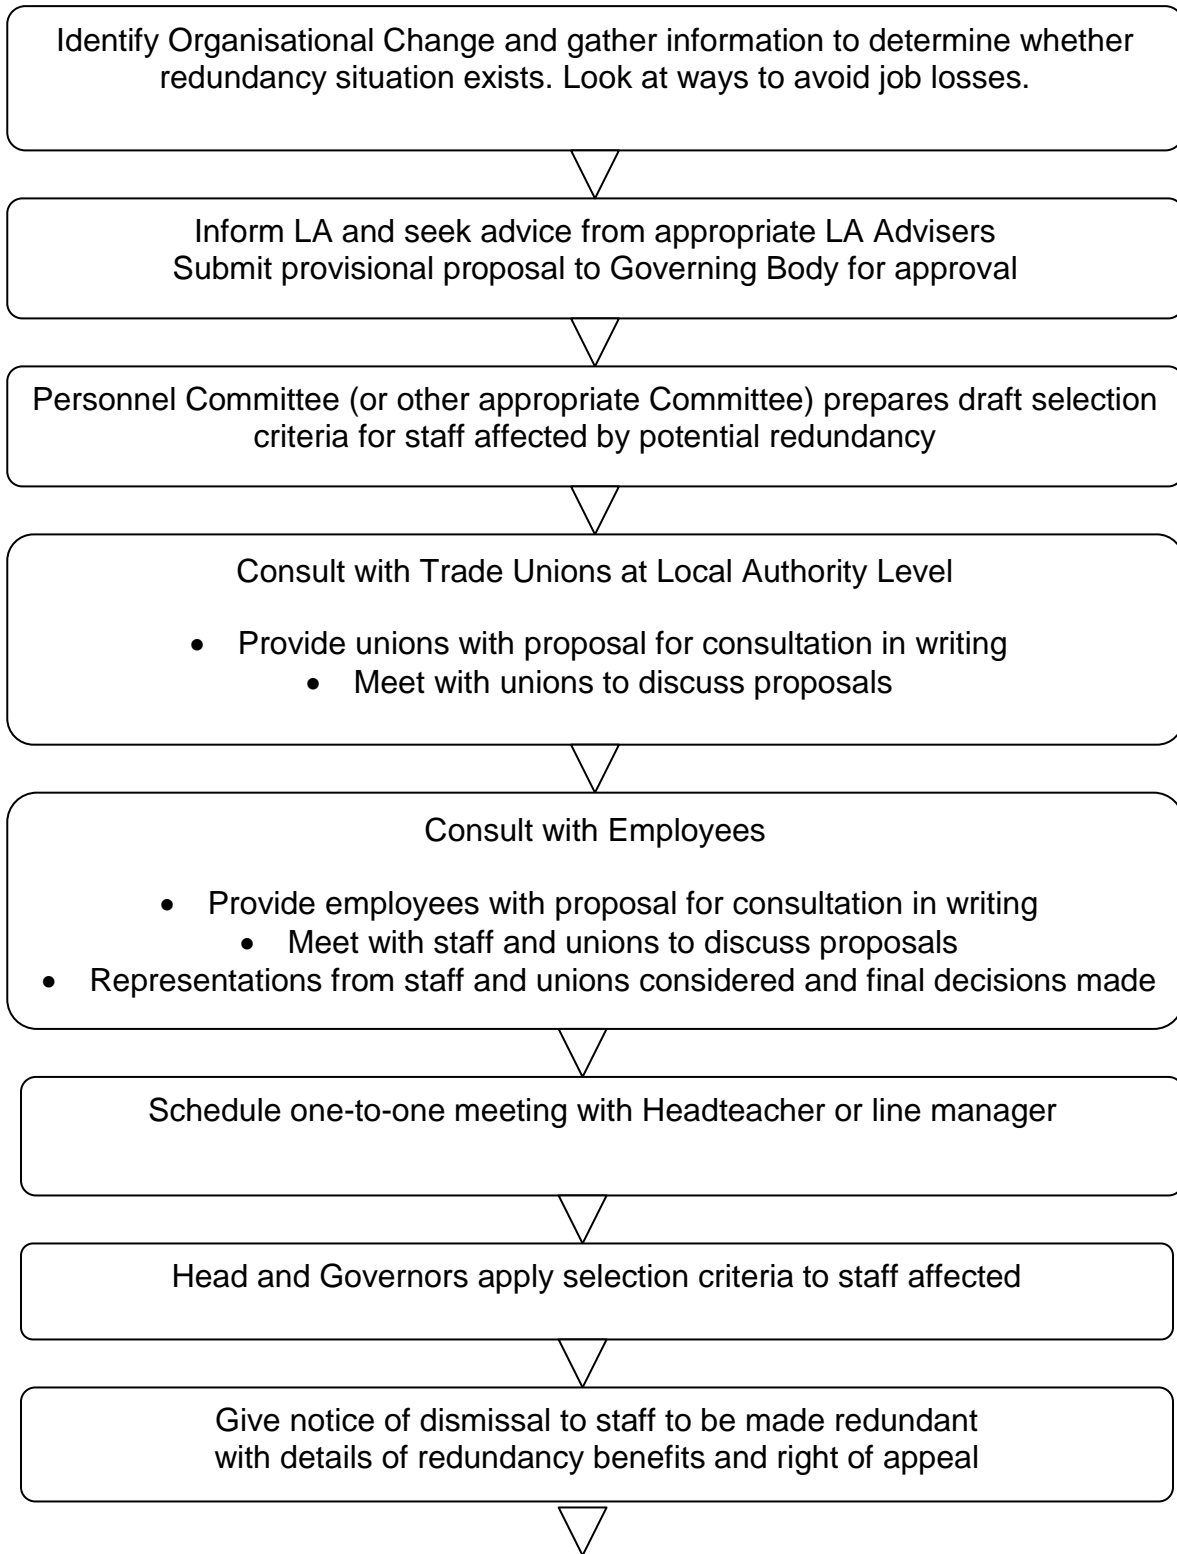 Identify Organisational Change and gather information to determine whether
redundancy situation exists. Look at ways to avoid job losses.
Inform LA and seek advice from appropriate LA Advisers
Submit provisional proposal to Governing Body for approval
Personnel Committee (or other appropriate Committee) prepares draft selection
criteria for staff affected by potential redundancy
Consult with Trade Unions at Local Authority Level
• Provide unions with proposal for consultation in writing
• Meet with unions to discuss proposals
Consult with Employees
• Provide employees with proposal for consultation in writing
• Meet with staff and unions to discuss proposals
• Representations from staff and unions considered and final decisions made
Schedule one-to-one meeting with Headteacher or line manager
Head and Governors apply selection criteria to staff affected
Give notice of dismissal to staff to be made redundant
with details of redundancy benefits and right of appeal